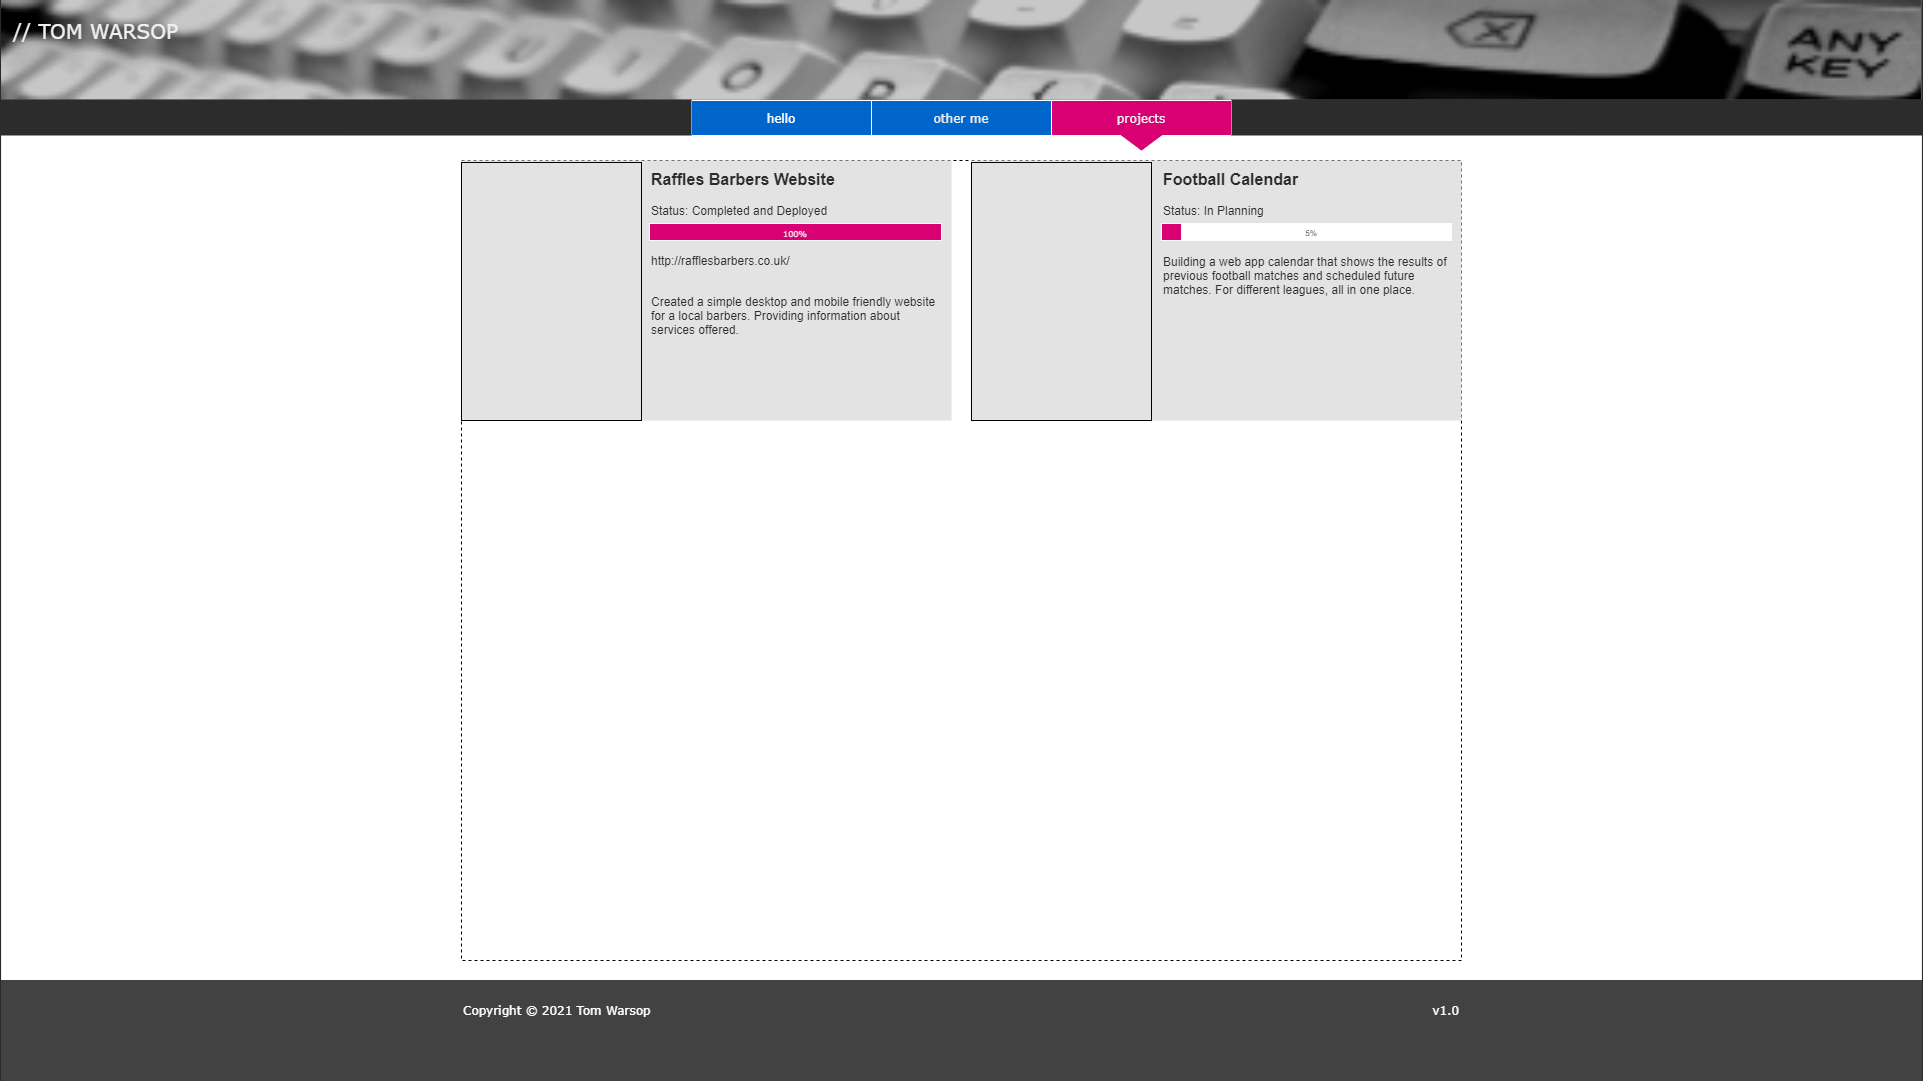 // TOM WARSOP
O P {
ANY
KEY
hello other me projects
Raffles Barbers Website
Status: Completed and Deployed
100%
http://rafflesbarbers.co.uk/
Created a simple desktop and mobile friendly website
for a local barbers. Providing information about
services offered.
Football Calendar
Status: In Planning
5%
Building a web app calendar that shows the results of
previous football matches and scheduled future
matches. For different leagues, all in one place.
Copyright © 2021 Tom Warsop
v1.0